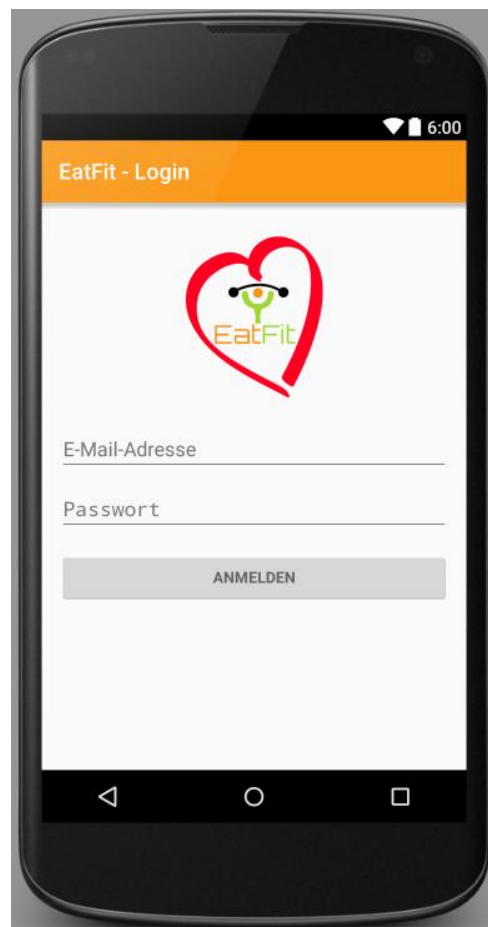 6:00
EatFit - Login
EatFit
E-Mail-Adresse
Passwort
ANMELDEN